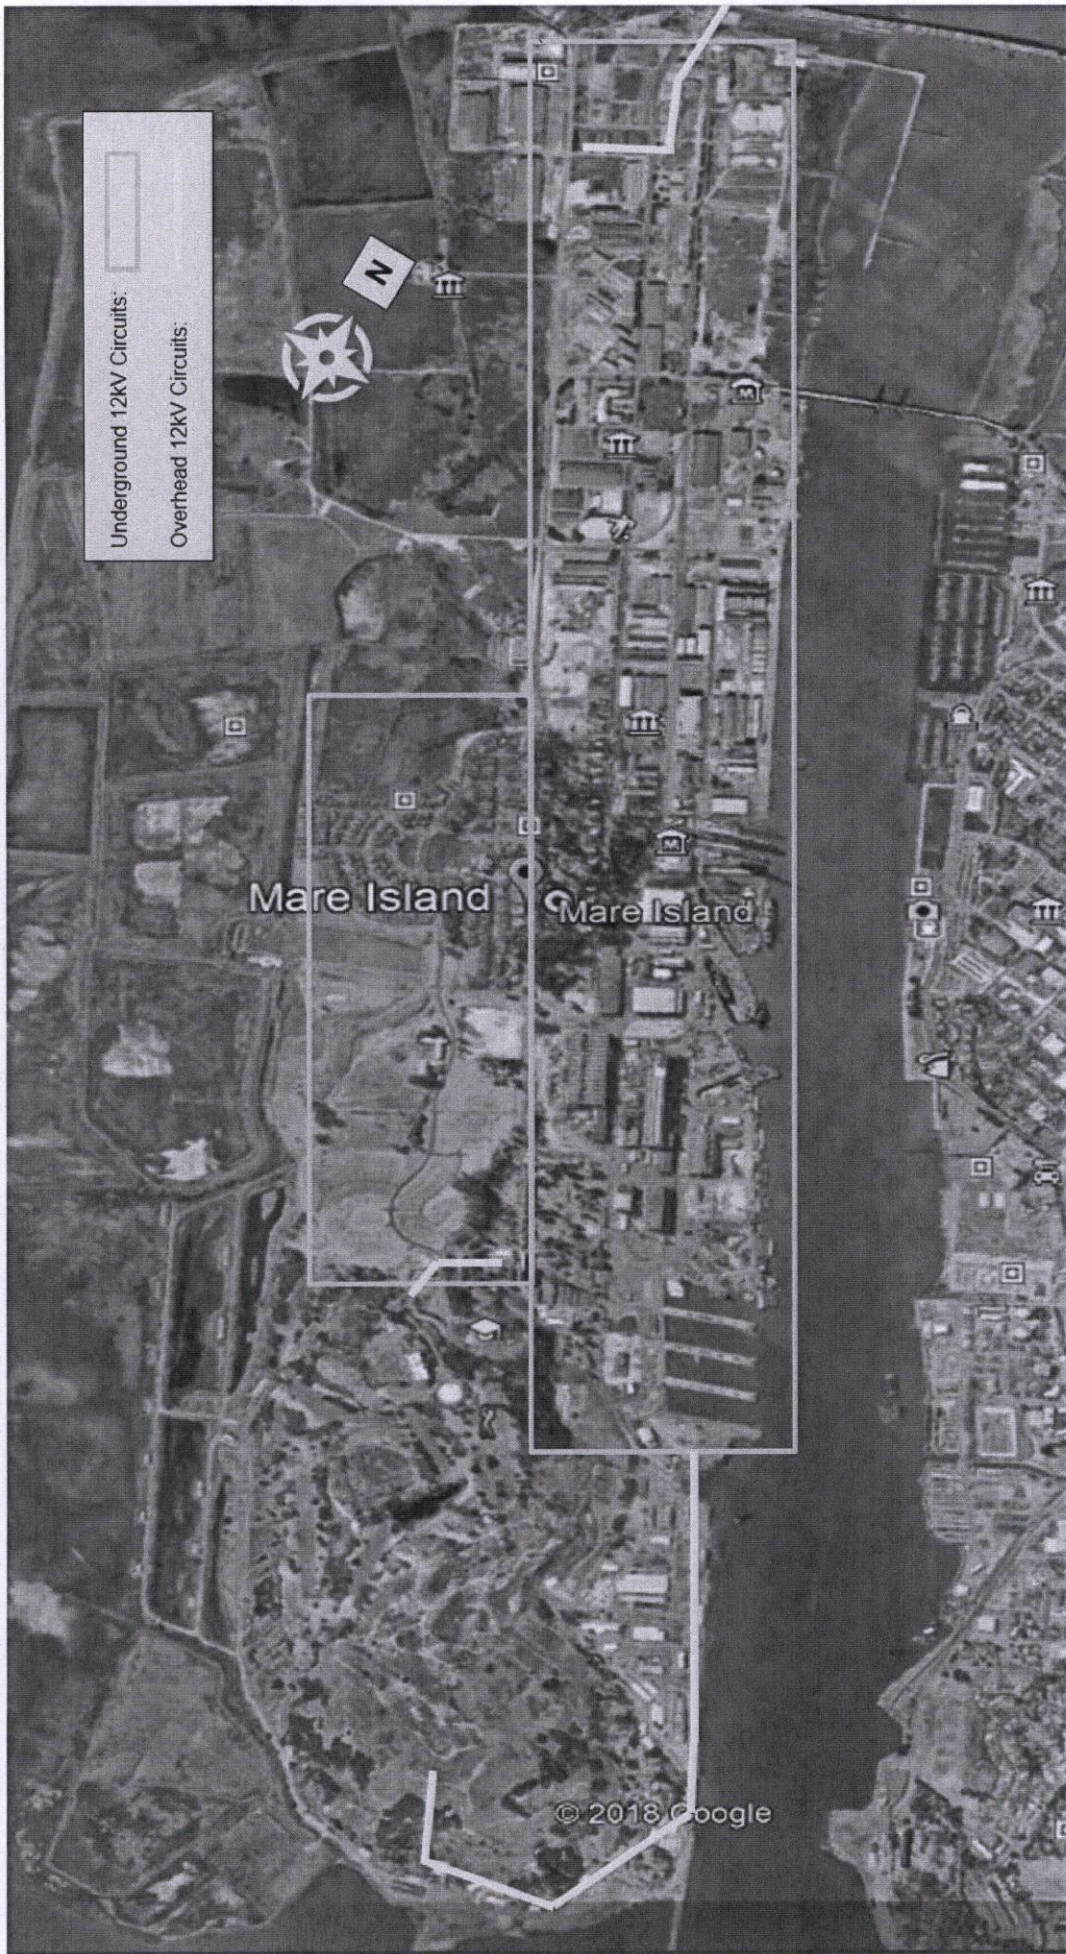 Underground 12kV Circuits:
Overhead 12kV Circuits:
N
Mare Island
Mare Island
© 2018 Google